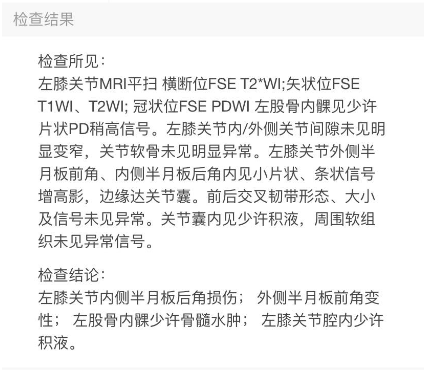 检查结果
检查所见：
左膝关节MRI平扫 横断位FSE T2*WI;矢状位FSE
T1WI、T2WI; 冠状位FSE PDWI 左股骨内髁见少许
片状PD稍高信号。左膝关节内/外侧关节间隙未见明
显变窄，关节软骨未见明显异常。左膝关节外侧半
月板前角、内侧半月板后角内见小片状、条状信号
增高影，边缘达关节囊。前后交叉韧带形态、大小
及信号未见异常。关节囊内见少许积液，周围软组
织未见异常信号。
检查结论：
左膝关节内侧半月板后角损伤； 外侧半月板前角变
性； 左股骨内髁少许骨髓水肿； 左膝关节腔内少许
积液。